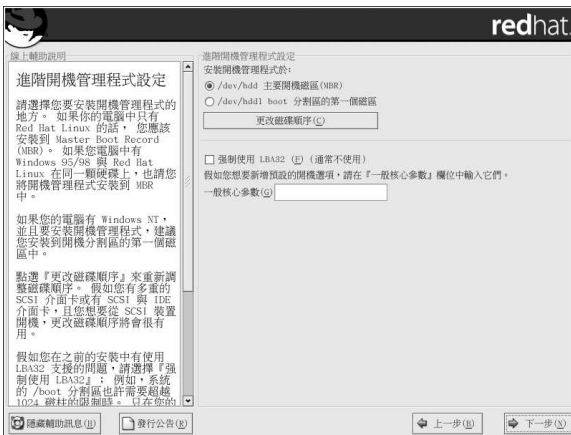 redhat.
線上輔助說明
進階開機管理程式設定
請選擇您要安裝開機管理程式的
地方。 如果你的電腦中只有
Red Hat Linux 的話, 您應該
安裝到 Master Boot Record
(MBR)。 如果您電腦中有
Windows 95/98 與 Red Hat
Linux 在同一顆硬碟上,也請您
將開機管理程式安裝到 MBR
中。
如果您的電腦有 Windows NT,
並且要安裝開機管理程式,建議
您安裝到開機分割區的第一個磁
區中。
點選『更改磁碟順序』來重新調
整磁碟順序。 假如您有多重的
SCSI 介面卡或有 SCSI 與 IDE
介面卡,且您想要從 SCSI 裝置
開機,更改磁碟順序將會很有
用。
假如您在之前的安裝中有使用
LBA32 支援的問題,請選擇『强
制使用 LBA32』; 例如,系統
的 /boot 分割區也許需要超越
1024 磁柱的限制時。 只在您的
進階開機管理程式設定
安裝開機管理程式於:
/dev/hdd 主要開機磁區(MBR)
/dev/hdd1 boot 分割區的第一個磁區
更改磁碟順序(C)
强制使用 LBA32 (F) (通常不使用)
假如您想要新增預設的開機選項,請在『一般核心參數』欄位中輸入它們。
一般核心參數(G)
隱藏輔助訊息(H)
發行公告(R)
上一步(B)
下一步(N)